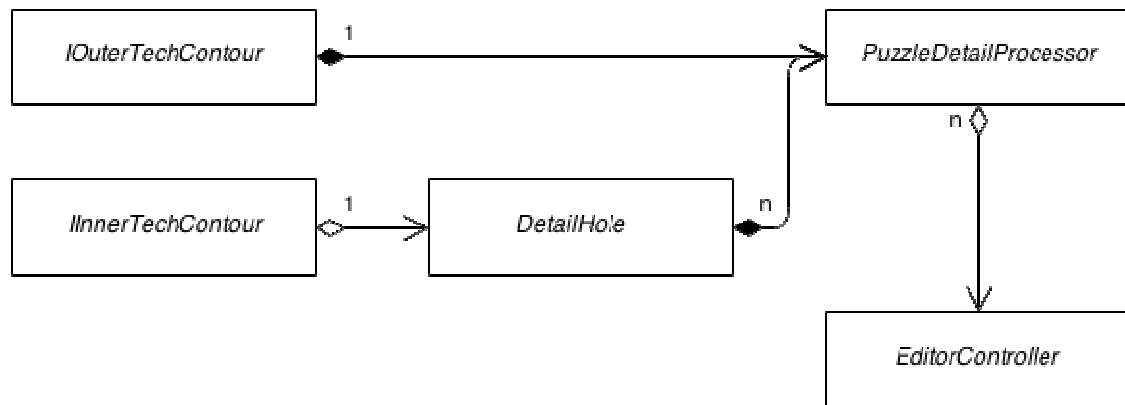 IOuterTechContour
1
PuzzleDetailProcessor
n
IInnerTechContour
1
DetailHole
n
EditorController